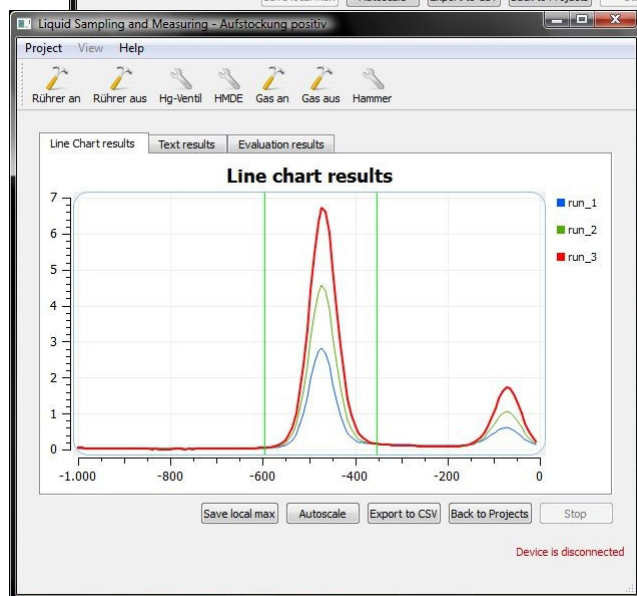 Autoscale
Liquid Sampling and Measuring - Aufstockung positiv
Project View Help
Rührer an Rührer aus Hg-Ventil HMDE Gas an Gas aus Hammer
Line Chart results Text results Evaluation results
Line chart results
7
6
5
4
3
2
1
0
-1.000 -800 -600 -400 -200 0
run_1
run_2
run_3
Save local max Autoscale Export to CSV Back to Projects Stop
Device is disconnected